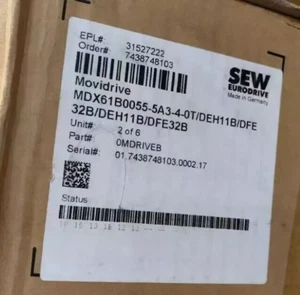 EPL#: 31527222
Order#: 7438748103
SEW
EURODRIVE
Made in Germany
Movidrive
MDX61B0055-5A3-4-0T/DEH11B/DFE
32B/DEH11B/DFE32B
Unit#: 2 of 6
Part#: 0MDRIVEB
Serial#: 01.7438748103.0002.17
Status